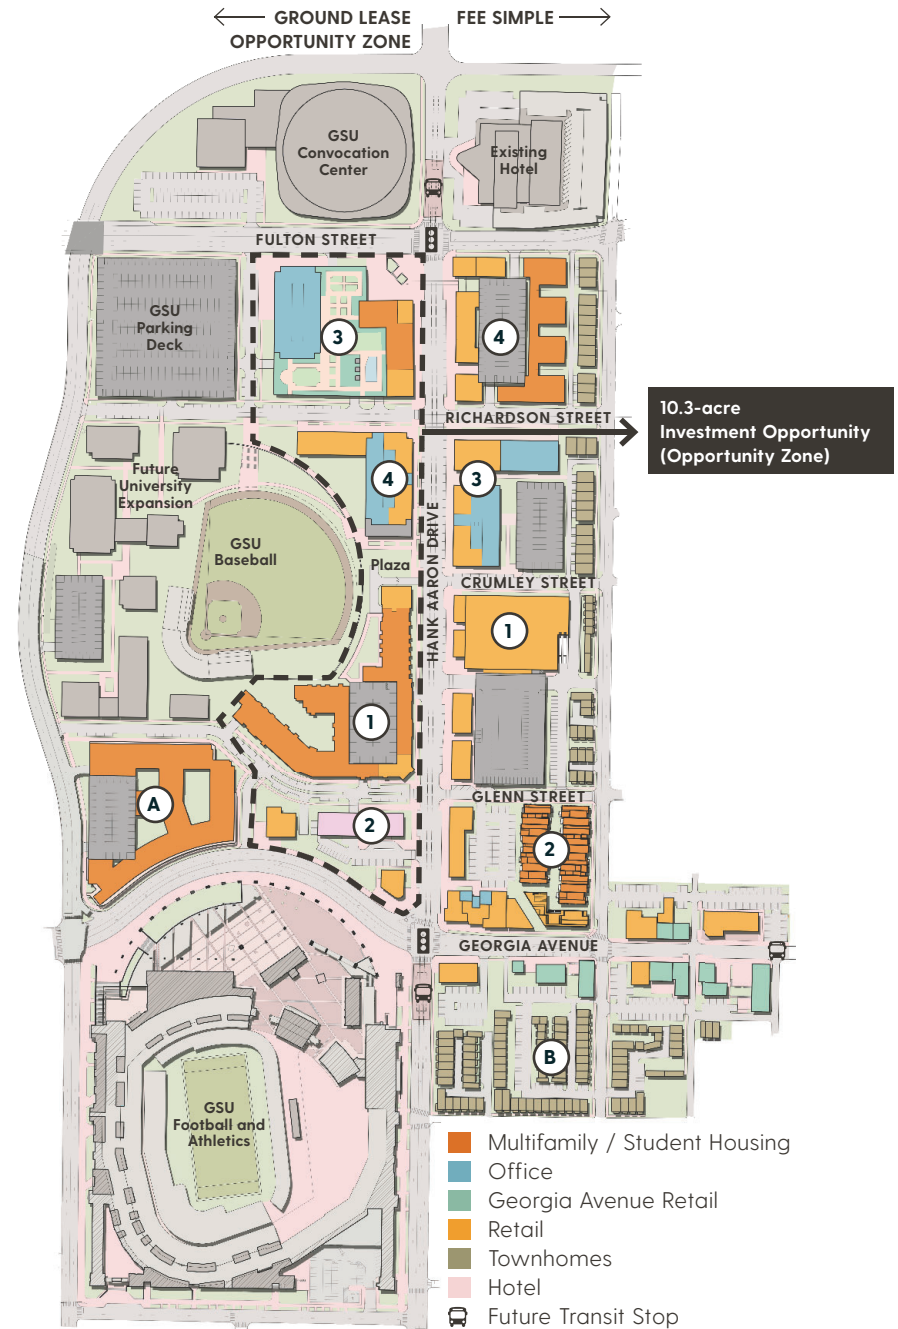 GROUND LEASE
OPPORTUNITY ZONE
FEE SIMPLE
GSU
Convocation
Center
Existing
Hotel
FULTON STREET
GSU
Parking
Deck
3
4
RICHARDSON STREET
10.3-acre
Investment Opportunity
(Opportunity Zone)
Future
University
Expansion
4
3
GSU
Baseball
Plaza
HANK AARON DRIVE
CRUMLEY STREET
1
1
A
GLENN STREET
2
2
GEORGIA AVENUE
B
GSU
Football and
Athletics
Multifamily / Student Housing
Office
Georgia Avenue Retail
Retail
Townhomes
Hotel
Future Transit Stop